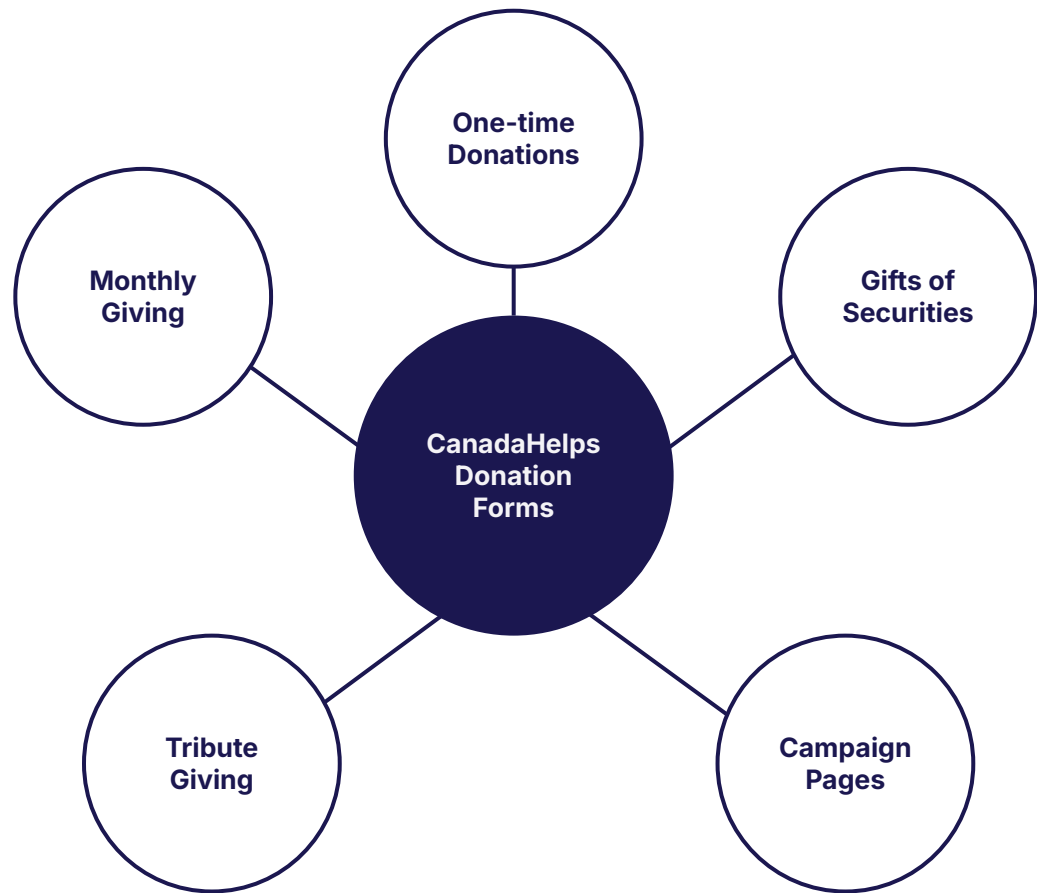 One-time
Donations
Monthly
Giving
Gifts of
Securities
CanadaHelps
Donation
Forms
Tribute
Giving
Campaign
Pages